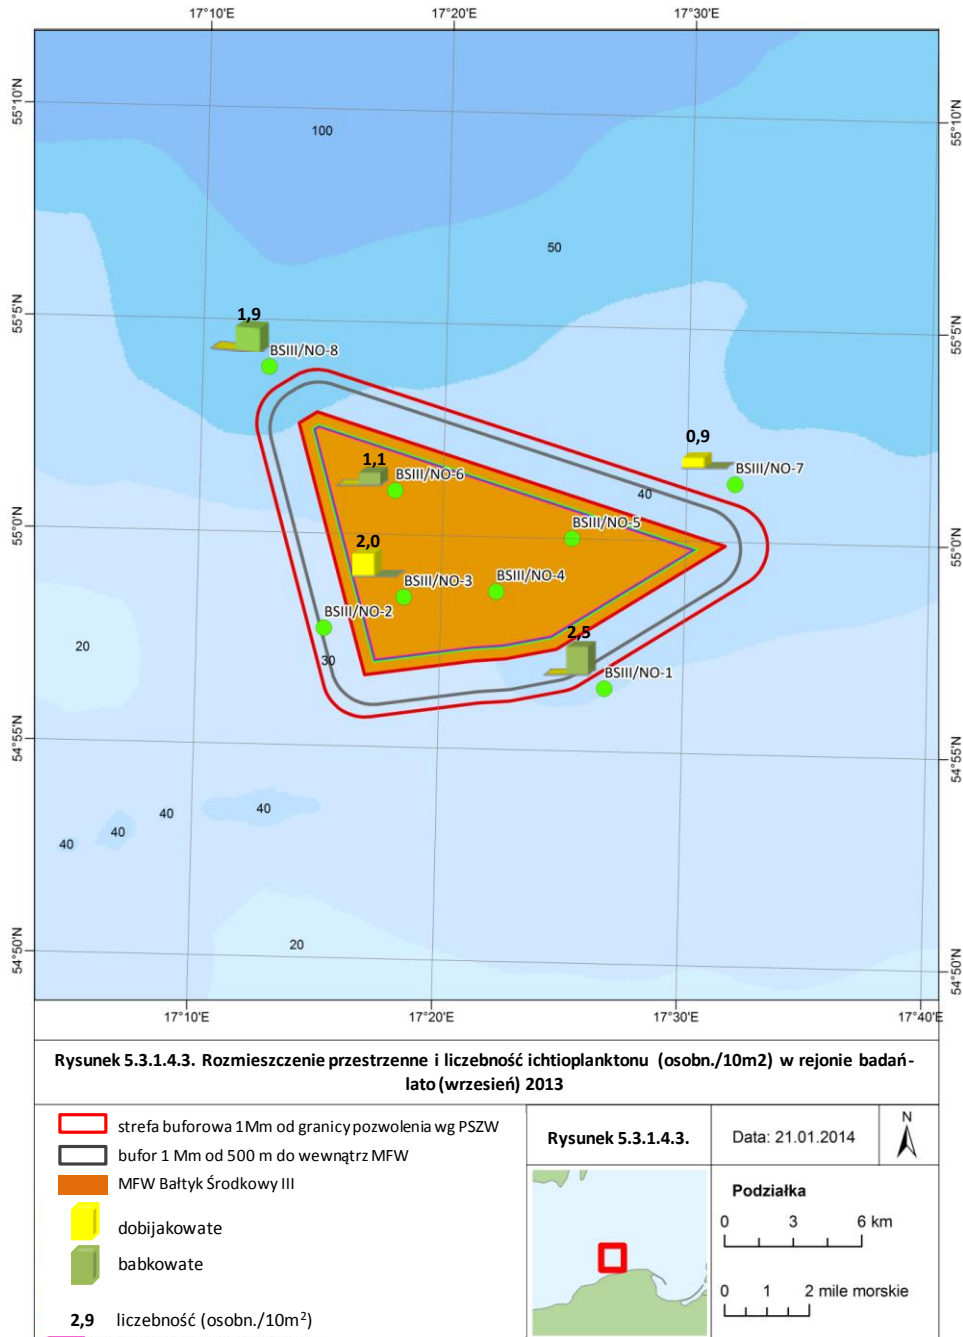 17°10'E 17°20'E 17°30'E
55°10'N
55°10'N
100
50
55°5'N
55°5'N
1,9
BSIII/NO-8
0,9
BSIII/NO-7
1,1
BSIII/NO-6
40
BSIII/NO-5
55°0'N
55°0'N
2,0
BSIII/NO-4
BSIII/NO-3
BSIII/NO-2
2,5
30
BSIII/NO-1
20
54°55'N
54°55'N
40
40
40
40
20
54°50'N
54°50'N
17°10'E 17°20'E 17°30'E 17°40'E
Rysunek 5.3.1.4.3. Rozmieszczenie przestrzenne i liczebność ichtioplanktonu (osobn./10m2) w rejonie badań-
lato (wrzesień) 2013
strefa buforowa 1Mm od granicy pozwolenia wg PSZW
bufor 1 Mm od 500 m do wewnątrz MFW
MFW Bałtyk Środkowy III
dobijakowate
babkowate
2,9 liczebność (osobn./10m²)
Rysunek 5.3.1.4.3.
Data: 21.01.2014
N
Podziałka
0 3 6 km
0 1 2 mile morskie